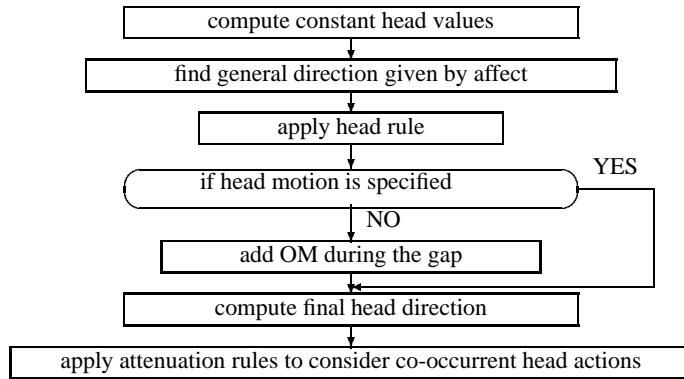 compute constant head values
find general direction given by affect
apply head rule
if head motion is specified
YES
NO
add OM during the gap
compute final head direction
apply attenuation rules to consider co-occurrent head actions